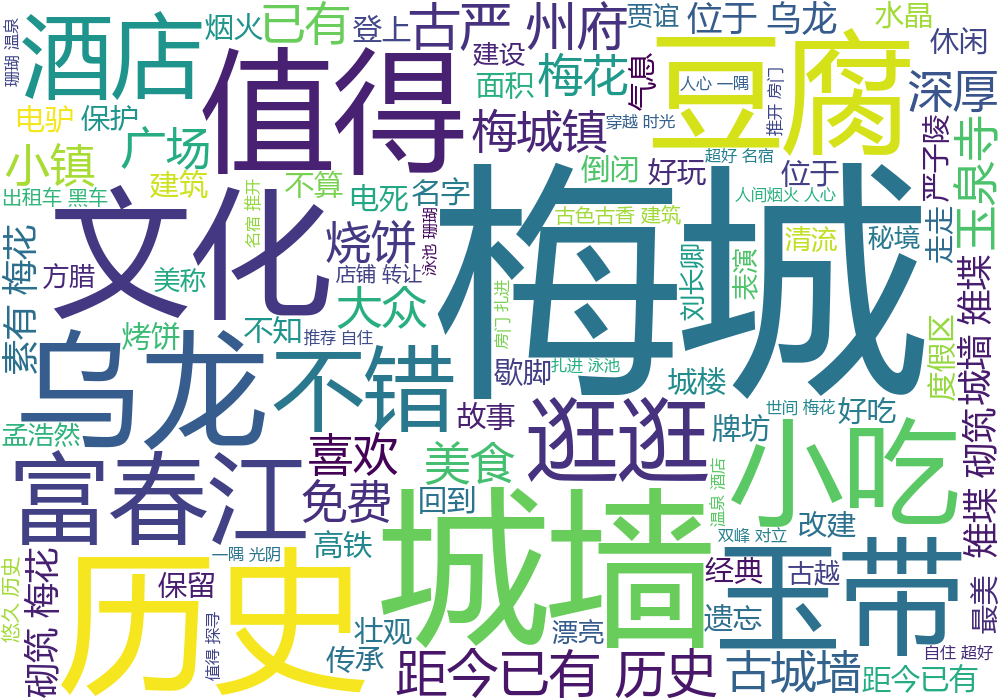 珊瑚 温泉
酒店
烟火
已有
登上
古严
州府
贾谊
位于 乌龙
水晶
休闲
值得
建设
面积
梅花
气息
豆腐
人心 一隅
推开 房门
深厚
电驴
保护
广场
梅城镇
穿越 时光
严子陵
玉泉寺
小镇
建筑
不算
倒闭
好玩
超好 名宿
位于
出租车 黑车
名宿 推开
电死
名字
人间烟火 人心
文化
梅城
古色古香 建筑
清流
秘境
走走
素有 梅花
方腊
美称
烧饼
泳池 珊瑚
店铺 转让
刘长卿
表演
大众
房门 扎进
雉堞
城墙
烤饼
不知
推荐 自住
度假区
乌龙
不错
歇脚
扎进 泳池
城楼
世间 梅花
好吃
砌筑 城墙
孟浩然
故事
逛逛
牌坊
小吃
喜欢
美食
富春江
免费
回到
温泉 酒店
改建
雉堞 砌筑
城墙
一隅 光阴
高铁
双峰 对立
玉带
悠久 历史
砌筑 梅花
历史
保留
经典
古越
最美
值得 探寻
壮观
漂亮
遗忘
传承
距今已有 历史
古城墙
自住 超好
距今已有